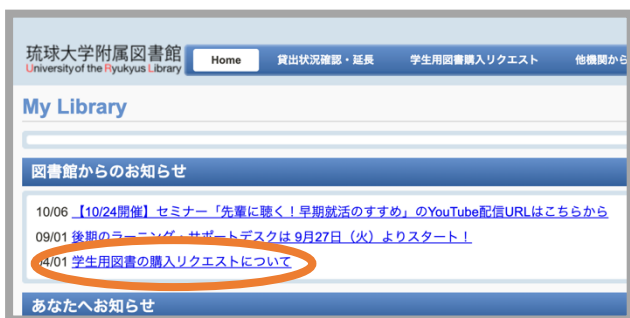 琉球大学附属図書館
University of the Ryukyus Library
Home 貸出状況確認・延長 学生用図書購入リクエスト 他機関から
My Library
図書館からのお知らせ
10/06 【10/24開催】セミナー「先輩に聴く！早期就活のすすめ」のYouTube配信URLはこちらから
09/01 後期のラーニング・サポートデスクは 9月27日（火）よりスタート！
04/01 学生用図書の購入リクエストについて
あなたへお知らせ